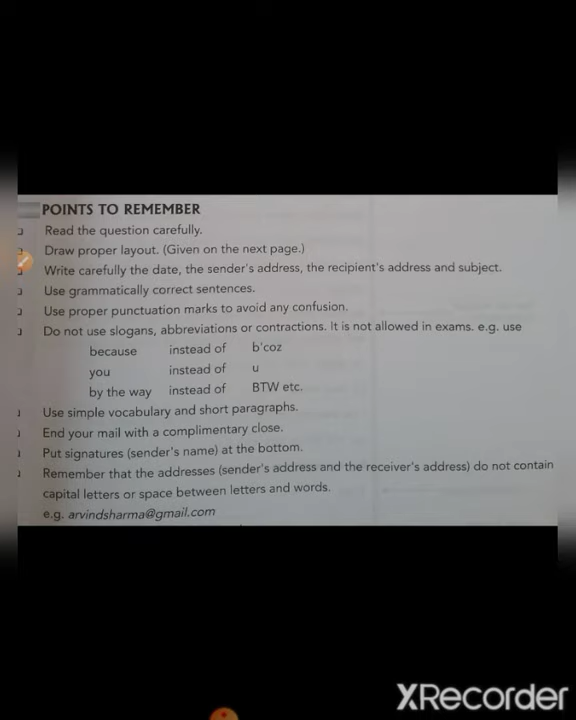 POINTS TO REMEMBER
Read the question carefully.
Draw proper layout. (Given on the next page.)
Write carefully the date, the sender's address, the recipient's address and subject.
Use grammatically correct sentences.
Use proper punctuation marks to avoid any confusion.
Do not use slogans, abbreviations or contractions. It is not allowed in exams. e.g. use
because instead of b'coz
you instead of u
by the way instead of BTW etc.
Use simple vocabulary and short paragraphs.
End your mail with a complimentary close.
Put signatures (sender's name) at the bottom.
Remember that the addresses (sender's address and the receiver's address) do not contain
capital letters or space between letters and words.
e.g. arvindsharma@gmail.com
XRecorder